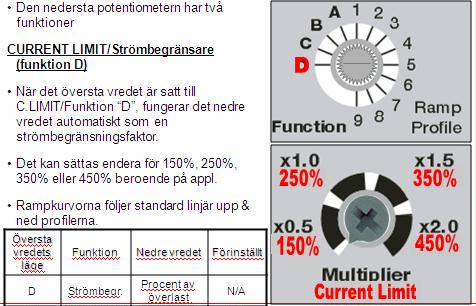 • Den nedersta potentiometern har två
funktioner
CURRENT LIMIT/Strömbegränsare
(funktion D)
• När det översta vredet är satt till
C.LIMIT/Funktion “D”, fungerar det nedre
vredet automatiskt som en
strömbegränsningsfaktor.
• Det kan sättas endera för 150%, 250%,
350% eller 450% beroende på appl.
• Rampkurvorna följer standard linjär upp &
ned profilerna.
Översta vredets läge Funktion Nedre vredet Förinställt
D Strömbegr. Procent av överlast N/A
A 1 2
B 3
C 4
D 5
6
7
9 8
Function
Ramp
Profile
x1.0 x1.5
250% 350%
x0.5 x2.0
150% 450%
Multiplier
Current Limit